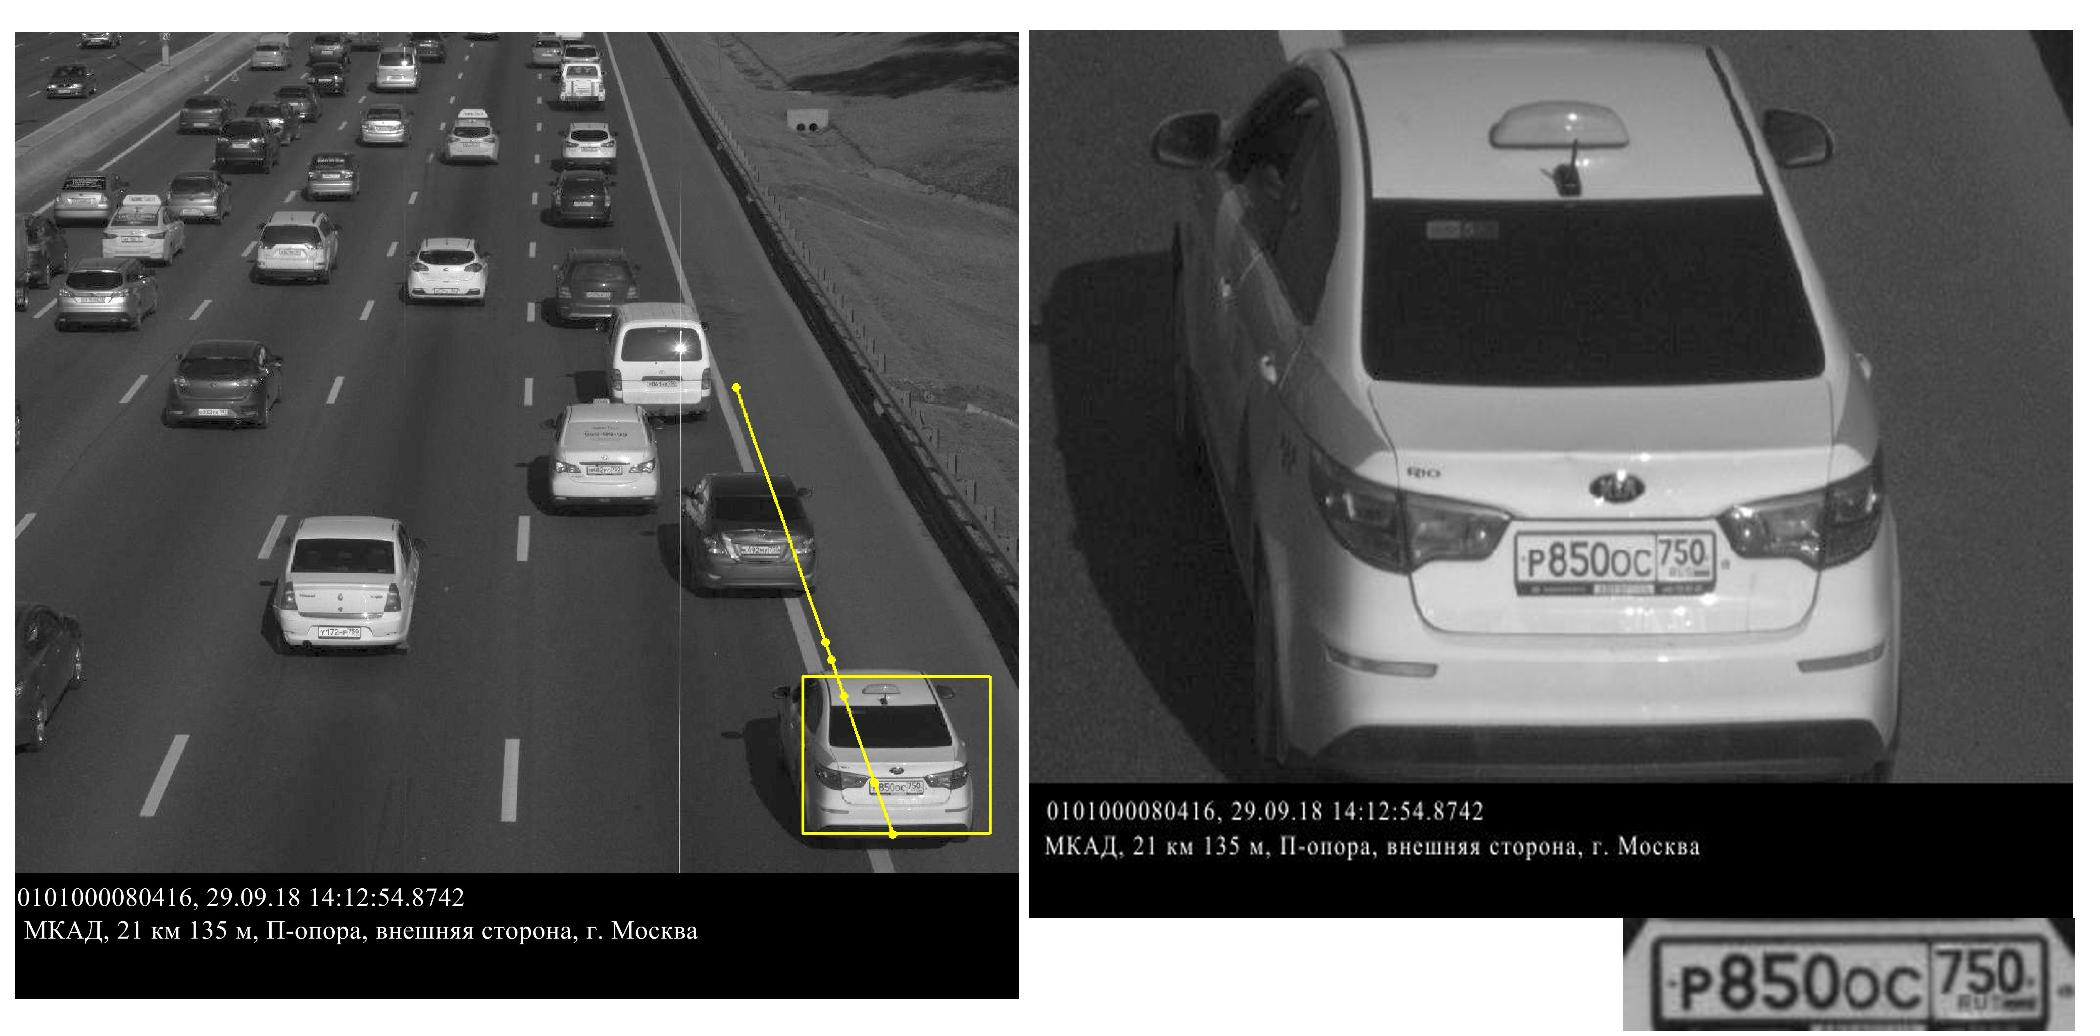 0101000080416, 29.09.18 14:12:54.8742
МКАД, 21 км 135 м, П-опора, внешняя сторона, г. Москва
RIO
KIA
Р850ОС 750
RUS
0101000080416, 29.09.18 14:12:54.8742
МКАД, 21 км 135 м, П-опора, внешняя сторона, г. Москва
Р850ОС 750
RUS